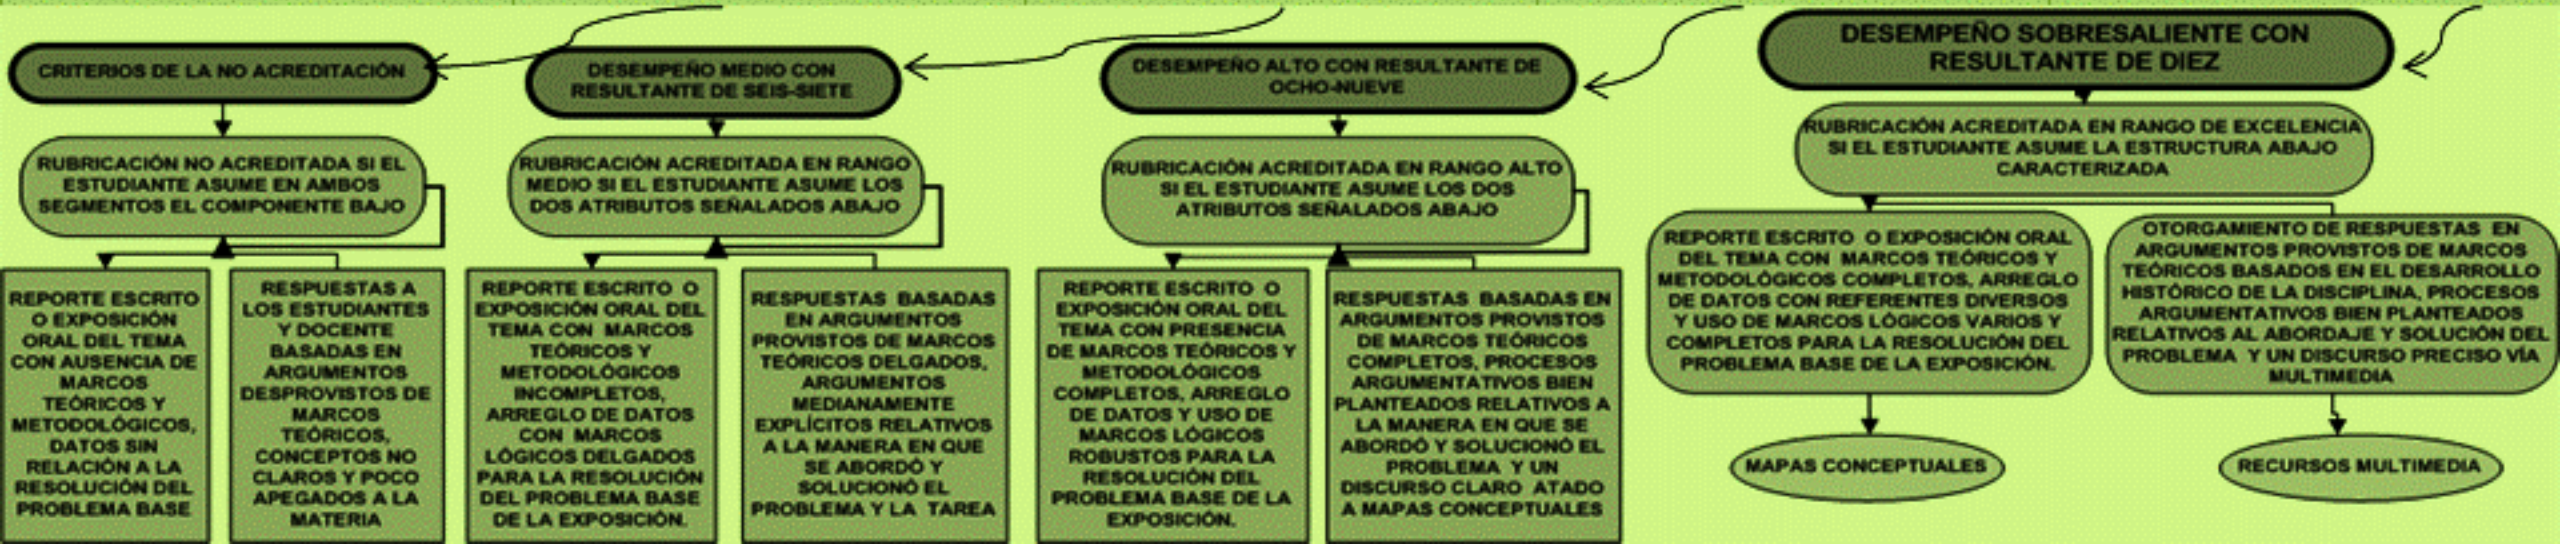 CRITERIOS DE LA NO ACREDITACIÓN
RUBRICACIÓN NO ACREDITADA SI EL
ESTUDIANTE ASUME EN AMBOS
SEGMENTOS EL COMPONENTE BAJO
REPORTE ESCRITO
O EXPOSICIÓN
ORAL DEL TEMA
CON AUSENCIA DE
MARCOS
TEÓRICOS Y
METODOLÓGICOS,
DATOS SIN
RELACIÓN A LA
RESOLUCIÓN DEL
PROBLEMA BASE
RESPUESTAS A
LOS ESTUDIANTES
Y DOCENTE
BASADAS EN
ARGUMENTOS
DESPROVISTOS DE
MARCOS
TEÓRICOS,
CONCEPTOS NO
CLAROS Y POCO
APEGADOS A LA
MATERIA
DESEMPEÑO MEDIO CON
RESULTANTE DE SEIS-SIETE
RUBRICACIÓN ACREDITADA EN RANGO
MEDIO SI EL ESTUDIANTE ASUME LOS
DOS ATRIBUTOS SEÑALADOS ABAJO
REPORTE ESCRITO O
EXPOSICIÓN ORAL DEL
TEMA CON MARCOS
TEÓRICOS Y
METODOLÓGICOS
INCOMPLETOS,
ARREGLO DE DATOS
CON MARCOS
LÓGICOS DELGADOS
PARA LA RESOLUCIÓN
DEL PROBLEMA BASE
DE LA EXPOSICIÓN.
RESPUESTAS BASADAS
EN ARGUMENTOS
PROVISTOS DE MARCOS
TEÓRICOS DELGADOS,
ARGUMENTOS
MEDIANAMENTE
EXPLÍCITOS RELATIVOS
A LA MANERA EN QUE
SE ABORDÓ Y
SOLUCIONÓ EL
PROBLEMA Y LA TAREA
DESEMPEÑO ALTO CON RESULTANTE DE
OCHO-NUEVE
RUBRICACIÓN ACREDITADA EN RANGO ALTO
SI EL ESTUDIANTE ASUME LOS DOS
ATRIBUTOS SEÑALADOS ABAJO
REPORTE ESCRITO O
EXPOSICIÓN ORAL DEL
TEMA CON PRESENCIA
DE MARCOS TEÓRICOS Y
METODOLÓGICOS
COMPLETOS, ARREGLO
DE DATOS Y USO DE
MARCOS LÓGICOS
ROBUSTOS PARA LA
RESOLUCIÓN DEL
PROBLEMA BASE DE LA
EXPOSICIÓN.
RESPUESTAS BASADAS EN
ARGUMENTOS PROVISTOS
DE MARCOS TEÓRICOS
COMPLETOS, PROCESOS
ARGUMENTATIVOS BIEN
PLANTEADOS RELATIVOS A
LA MANERA EN QUE SE
ABORDÓ Y SOLUCIONÓ EL
PROBLEMA Y UN
DISCURSO CLARO ATADO
A MAPAS CONCEPTUALES
DESEMPEÑO SOBRESALIENTE CON
RESULTANTE DE DIEZ
RUBRICACIÓN ACREDITADA EN RANGO DE EXCELENCIA
SI EL ESTUDIANTE ASUME LA ESTRUCTURA ABAJO
CARACTERIZADA
REPORTE ESCRITO O EXPOSICIÓN ORAL
DEL TEMA CON MARCOS TEÓRICOS Y
METODOLÓGICOS COMPLETOS, ARREGLO
DE DATOS CON REFERENTES DIVERSOS
Y USO DE MARCOS LÓGICOS VARIOS Y
COMPLETOS PARA LA RESOLUCIÓN DEL
PROBLEMA BASE DE LA EXPOSICIÓN.
MAPAS CONCEPTUALES
OTORGAMIENTO DE RESPUESTAS EN
ARGUMENTOS PROVISTOS DE MARCOS
TEÓRICOS BASADOS EN EL DESARROLLO
HISTÓRICO DE LA DISCIPLINA, PROCESOS
ARGUMENTATIVOS BIEN PLANTEADOS
RELATIVOS AL ABORDAJE Y SOLUCIÓN DEL
PROBLEMA Y UN DISCURSO PRECISO VÍA
MULTIMEDIA
RECURSOS MULTIMEDIA